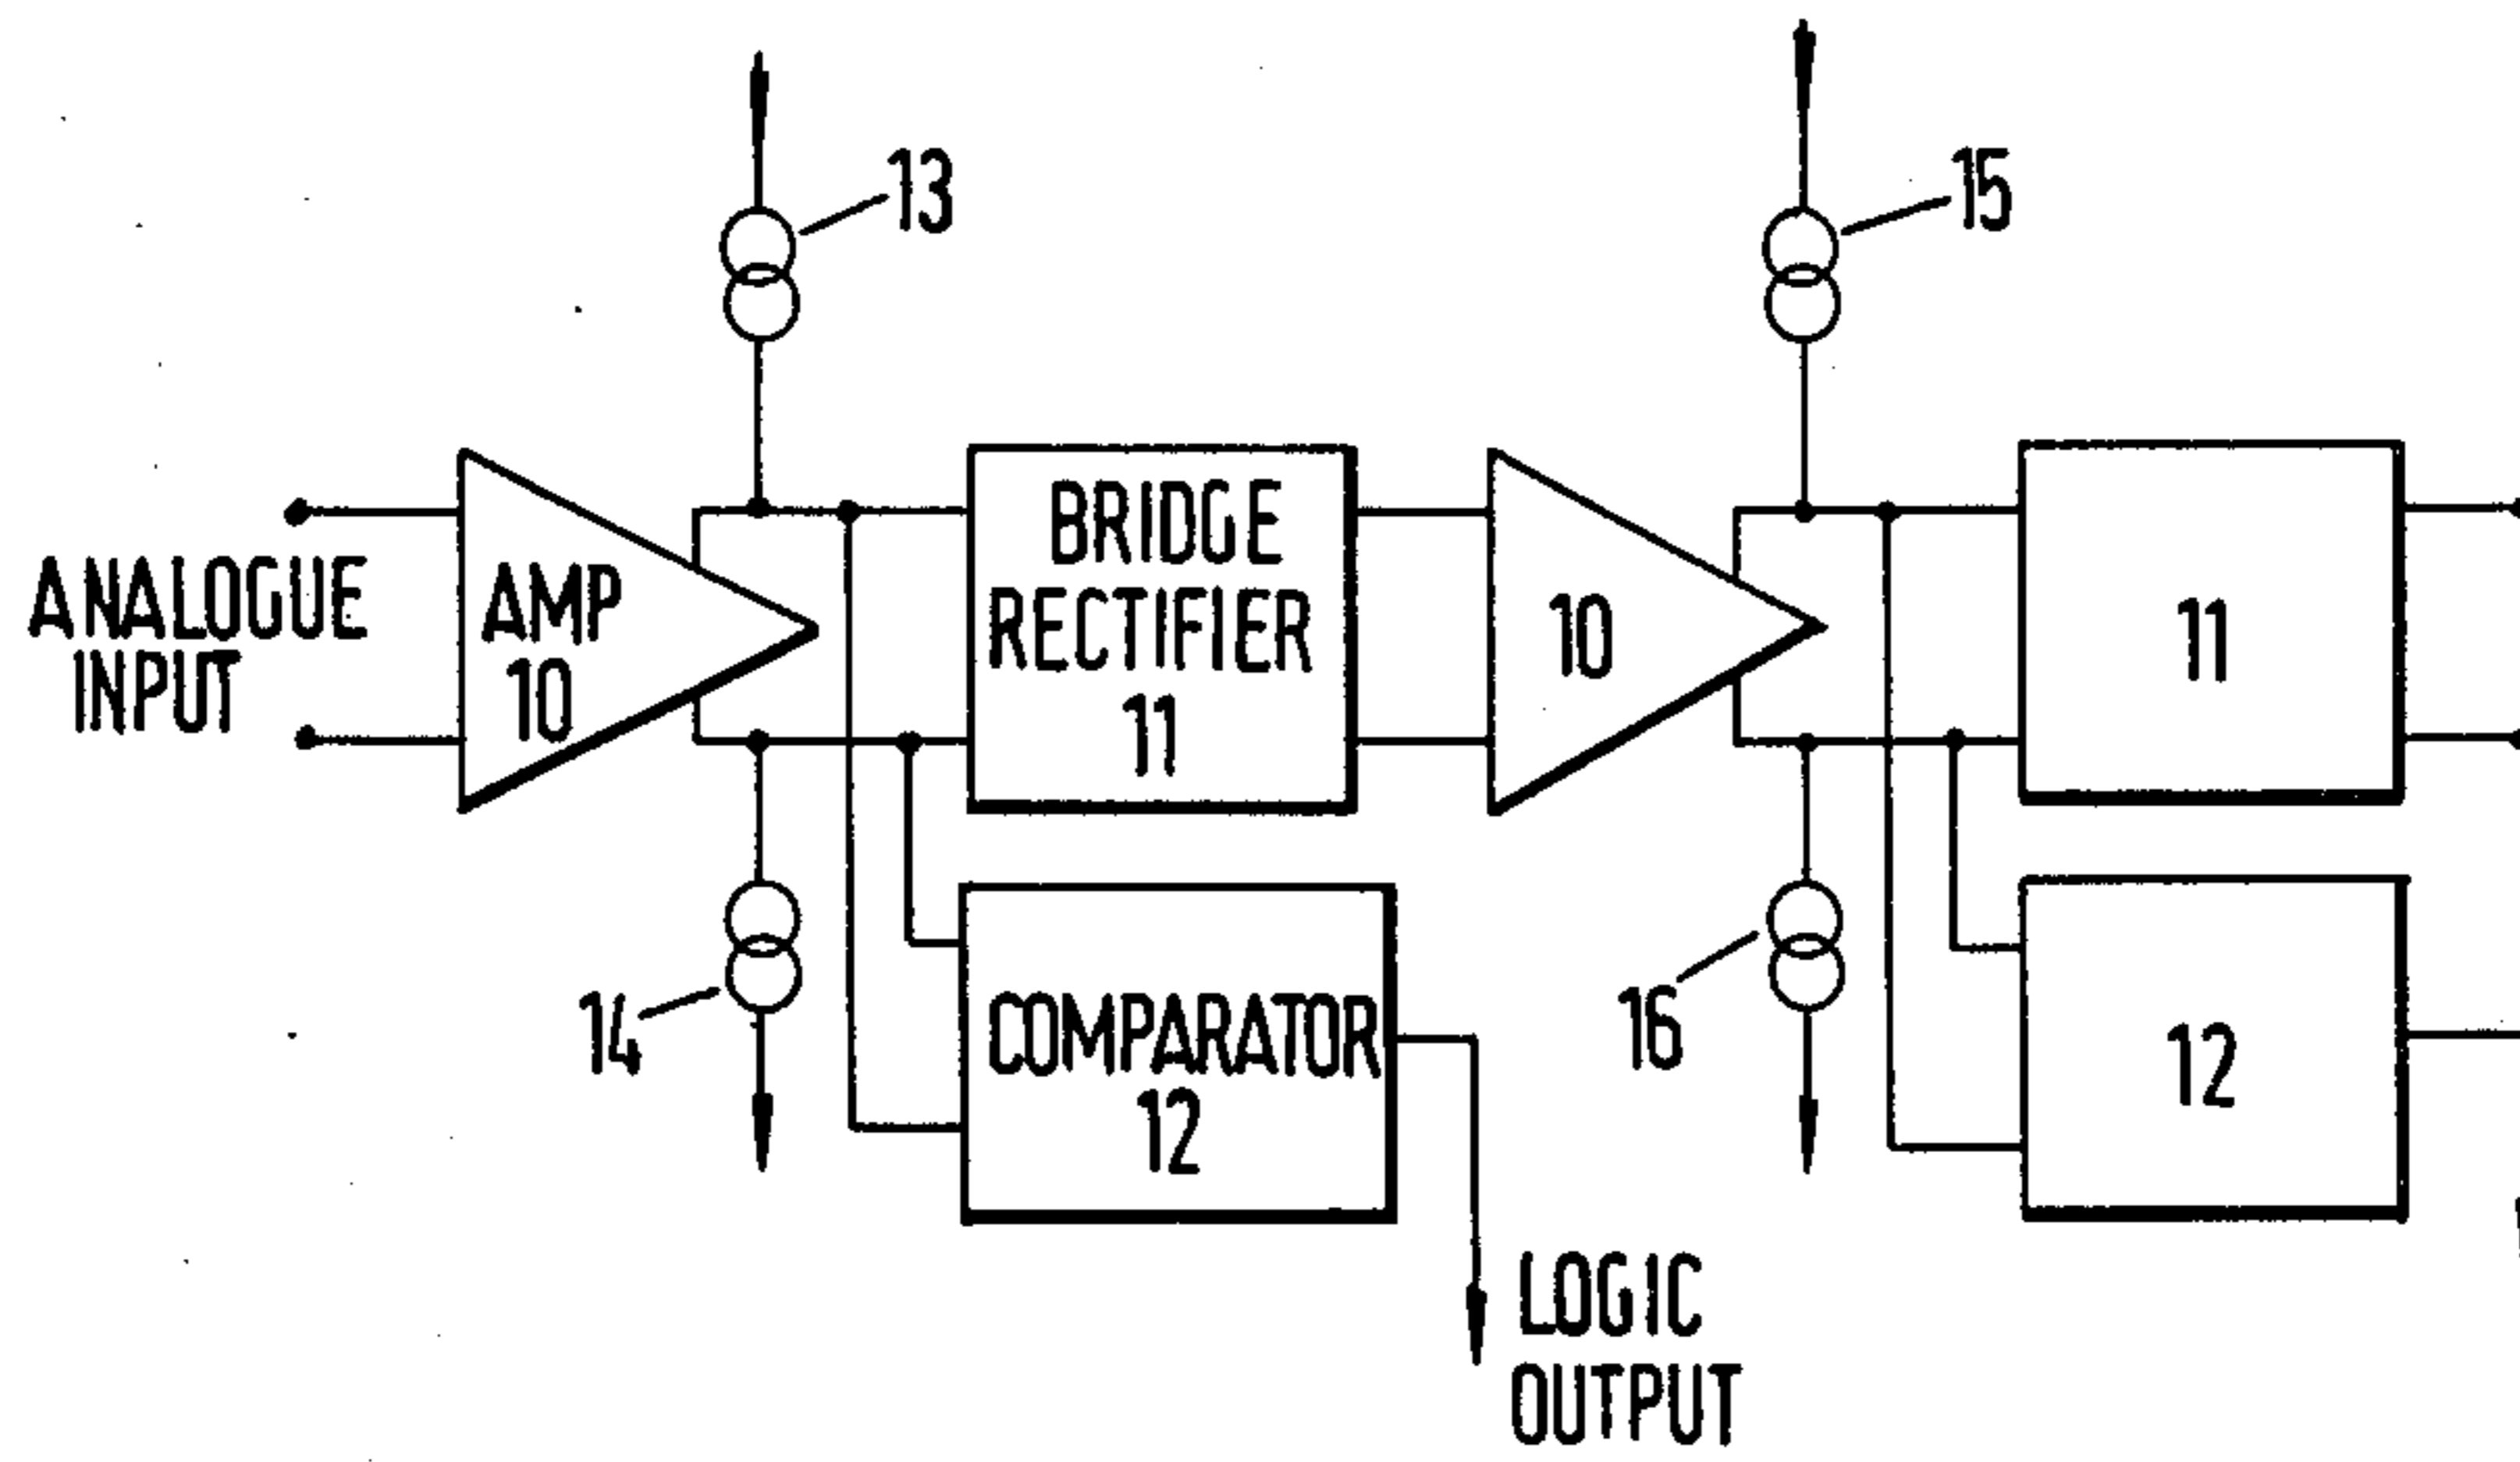 13
15
ANALOGUE
INPUT
AMP
10
BRIDGE
RECTIFIER
11
10
11
14
COMPARATOR
12
16
12
LOGIC
OUTPUT